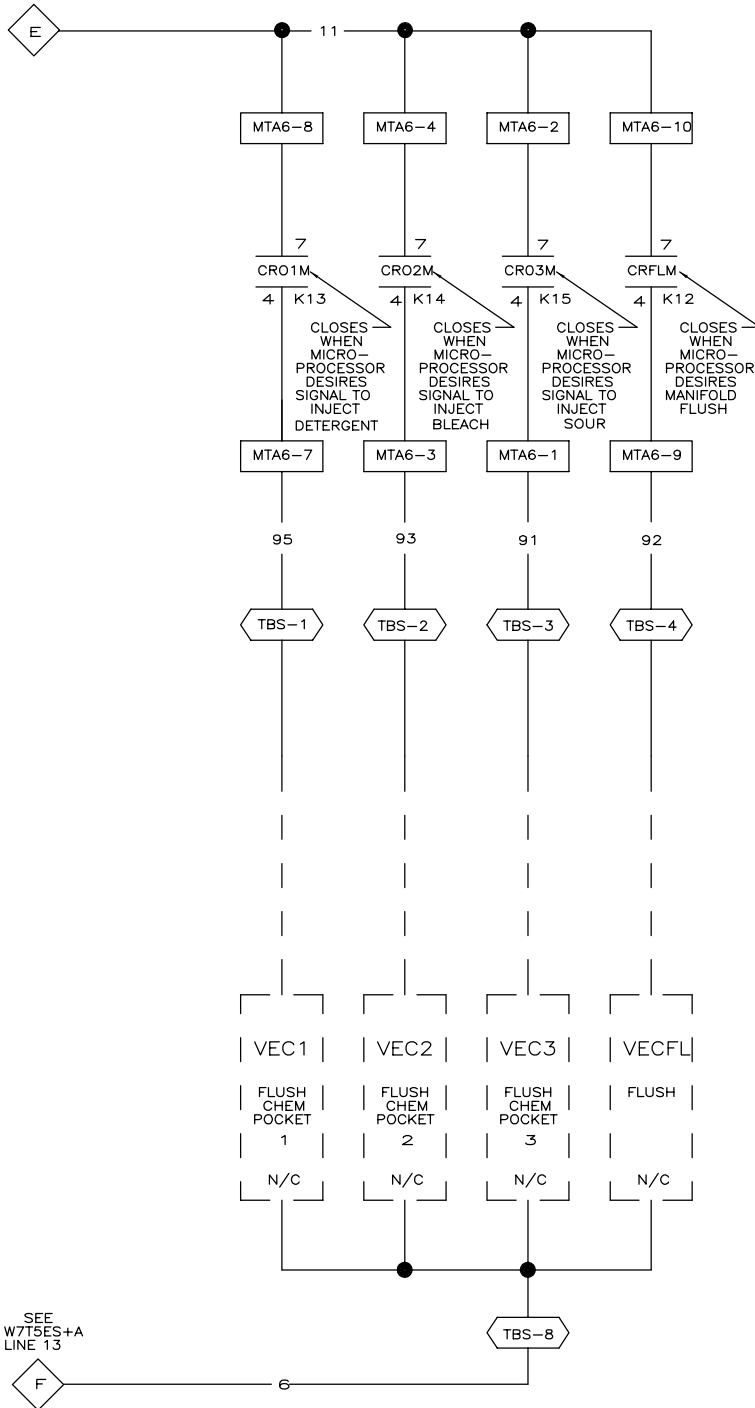 E
11
MTA6-8
MTA6-4
MTA6-2
MTA6-10
7
7
7
7
CR01M
CR02M
CR03M
CRFLM
4 K13
4 K14
4 K15
4 K12
CLOSES
WHEN
MICRO-
PROCESSOR
DESIRES
SIGNAL TO
INJECT
DETERGENT
CLOSES
WHEN
MICRO-
PROCESSOR
DESIRES
SIGNAL TO
INJECT
BLEACH
CLOSES
WHEN
MICRO-
PROCESSOR
DESIRES
SIGNAL TO
INJECT
SOUR
CLOSES
WHEN
MICRO-
PROCESSOR
DESIRES
MANIFOLD
FLUSH
MTA6-7
MTA6-3
MTA6-1
MTA6-9
95
93
91
92
TBS-1
TBS-2
TBS-3
TBS-4
VEC1
FLUSH
CHEM
POCKET
1
N/C
VEC2
FLUSH
CHEM
POCKET
2
N/C
VEC3
FLUSH
CHEM
POCKET
3
N/C
VECFL
FLUSH
N/C
TBS-8
SEE
W7T5ES+A
LINE 13
F
6